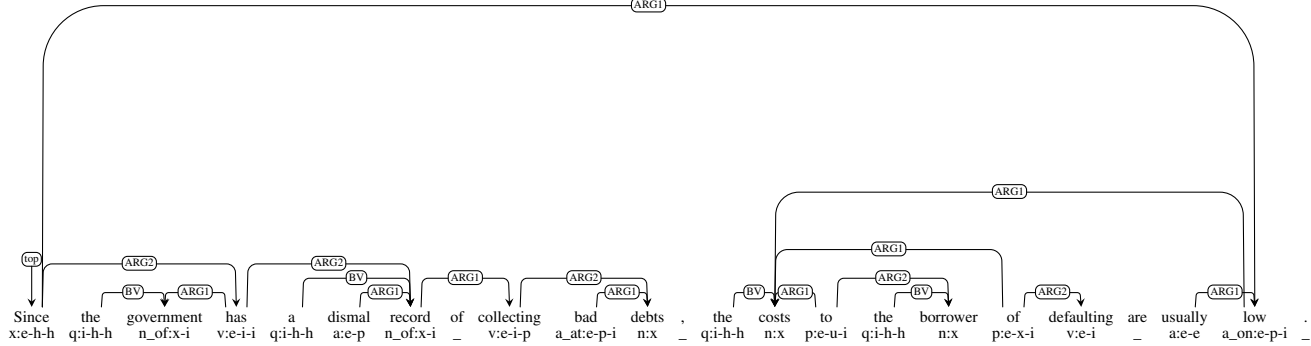 ARG1
ARG1
top ARG2 ARG2 BV ARG1 ARG2 ARG1 ARG2
BV ARG1 ARG1 ARG1 BV ARG1 BV ARG2 ARG1
Since the government has a dismal record of collecting bad debts , the costs to the borrower of defaulting are usually low .
x:e-h-h q:i-h-h n_of:x-i v:e-i-i q:i-h-h a:e-p n_of:x-i _ v:e-i-p a_at:e-p-i n:x _ q:i-h-h n:x p:e-u-i q:i-h-h n:x p:e-x-i v:e-i _ a:e-e a_on:e-p-i _